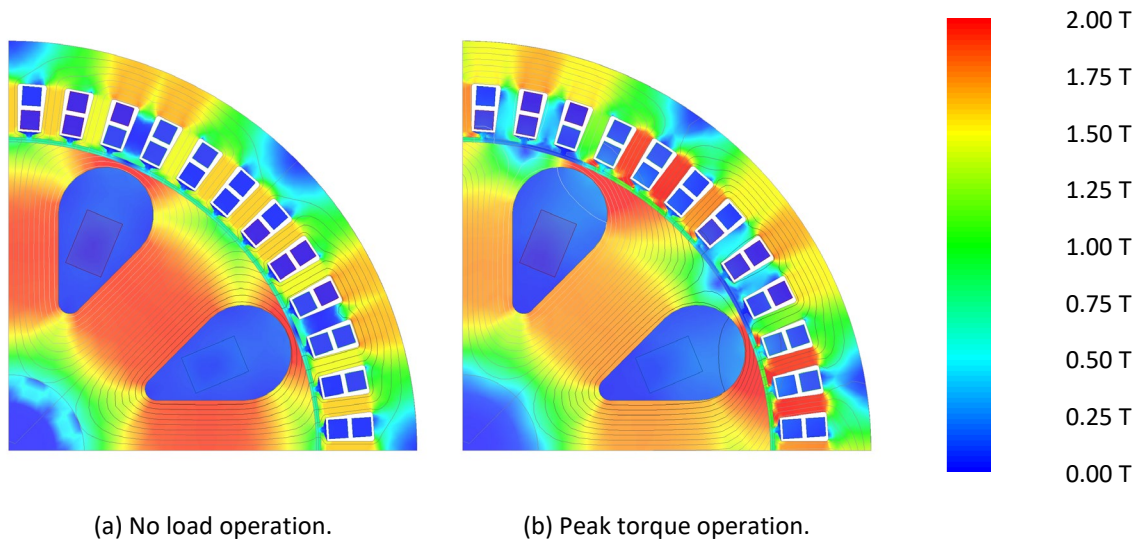 2.00 T
1.75 T
1.50 T
1.25 T
1.00 T
0.75 T
0.50 T
0.25 T
0.00 T
(a) No load operation.
(b) Peak torque operation.